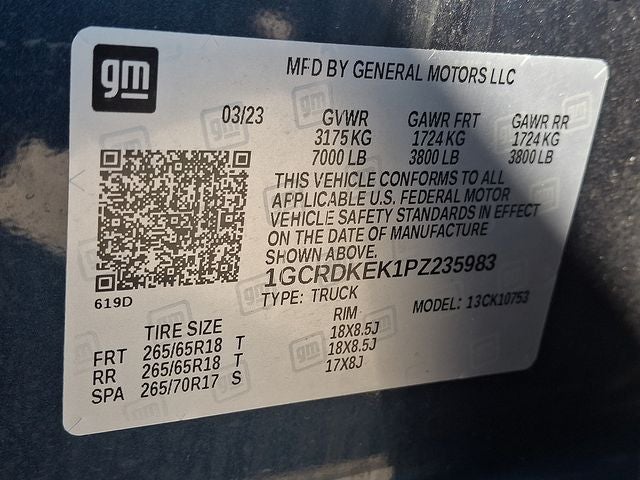 gm
MFD BY GENERAL MOTORS LLC
03/23 GVWR GAWR FRT GAWR RR
3175 KG 1724 KG 1724 KG
7000 LB 3800 LB 3800 LB
THIS VEHICLE CONFORMS TO ALL
APPLICABLE U.S. FEDERAL MOTOR
VEHICLE SAFETY STANDARDS IN EFFECT
ON THE DATE OF MANUFACTURE
SHOWN ABOVE.
1GCRDKEK1PZ235983
619D
TYPE: TRUCK MODEL: 13CK10753
TIRE SIZE RIM
FRT 265/65R18 T 18X8.5J
RR 265/65R18 T 18X8.5J
SPA 265/70R17 S 17X8J